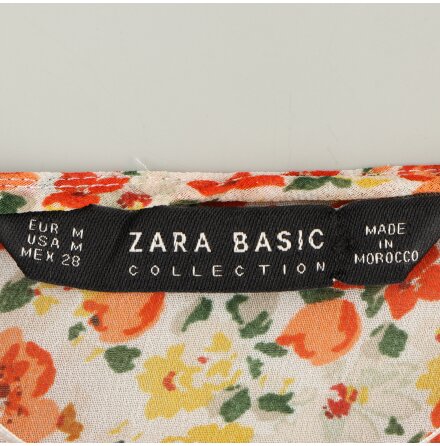 EUR M
USA M
MEX 28
ZARA BASIC
COLLECTION
MADE
IN
MOROCCO